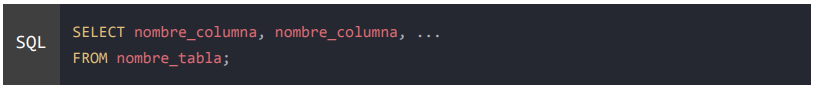 SQL
SELECT nombre_columna, nombre_columna, ...
FROM nombre_tabla;